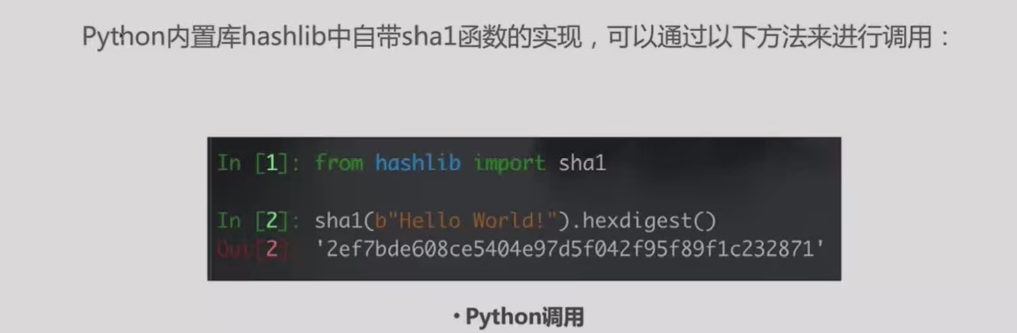 Python内置库hashlib中自带sha1函数的实现，可以通过以下方法来进行调用：
In [1]: from hashlib import sha1
In [2]: sha1(b"Hello World!").hexdigest()
Out[2] '2ef7bde608ce5404e97d5f042f95f89f1c232871'
•Python调用